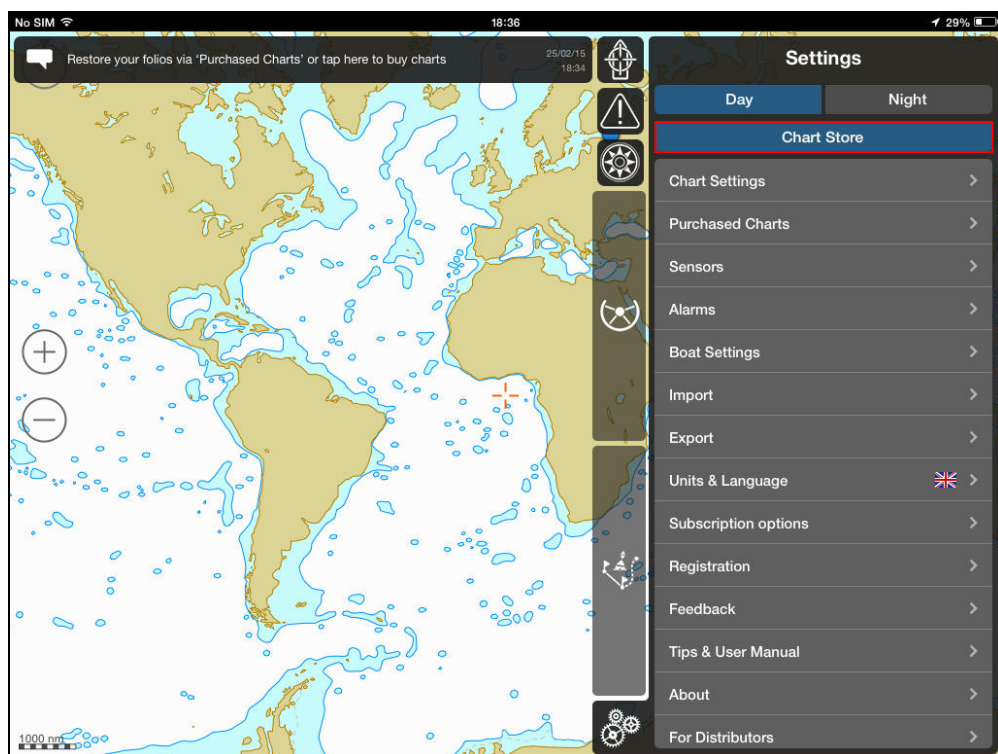 No SIM
18:36
29%
Restore your folios via 'Purchased Charts' or tap here to buy charts
25/02/15
18:34
Settings
Day
Night
Chart Store
Chart Settings
Purchased Charts
Sensors
Alarms
Boat Settings
Import
Export
Units & Language
Subscription options
Registration
Feedback
Tips & User Manual
About
For Distributors
1000 nm